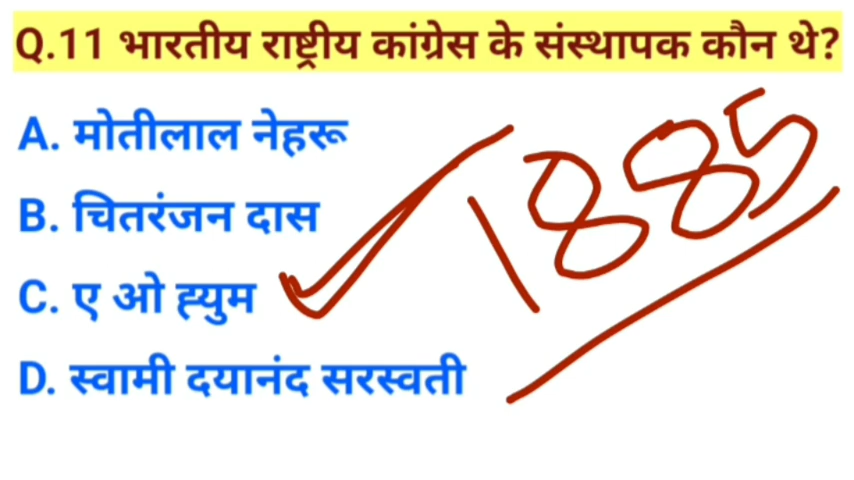 Q.11 भारतीय राष्ट्रीय कांग्रेस के संस्थापक कौन थे?
A. मोतीलाल नेहरू
B. चितरंजन दास
C. ए ओ ह्युम
D. स्वामी दयानंद सरस्वती
1885